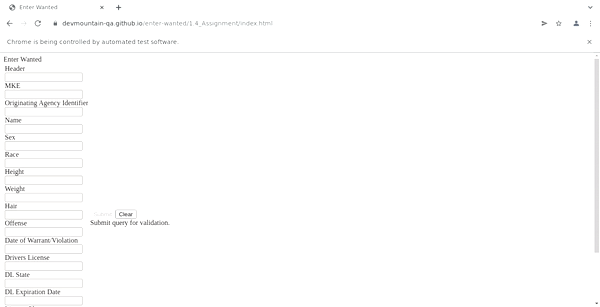 Enter Wanted
devmountain-qa.github.io/enter-wanted/1.4_Assignment/index.html
Chrome is being controlled by automated test software.
Enter Wanted
Header
MKE
Originating Agency Identifier
Name
Sex
Race
Height
Weight
Hair
Submit Clear
Offense
Submit query for validation.
Date of Warrant/Violation
Drivers License
DL State
DL Expiration Date